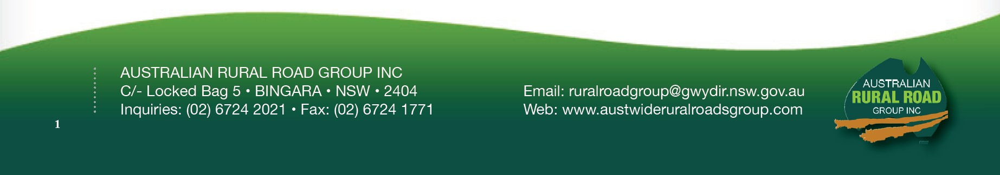 AUSTRALIAN RURAL ROAD GROUP INC
C/- Locked Bag 5 • BINGARA • NSW • 2404
Inquiries: (02) 6724 2021 • Fax: (02) 6724 1771
Email: ruralroadgroup@gwydir.nsw.gov.au
Web: www.austwideruralroadsgroup.com
AUSTRALIAN
RURAL ROAD
GROUP INC
1